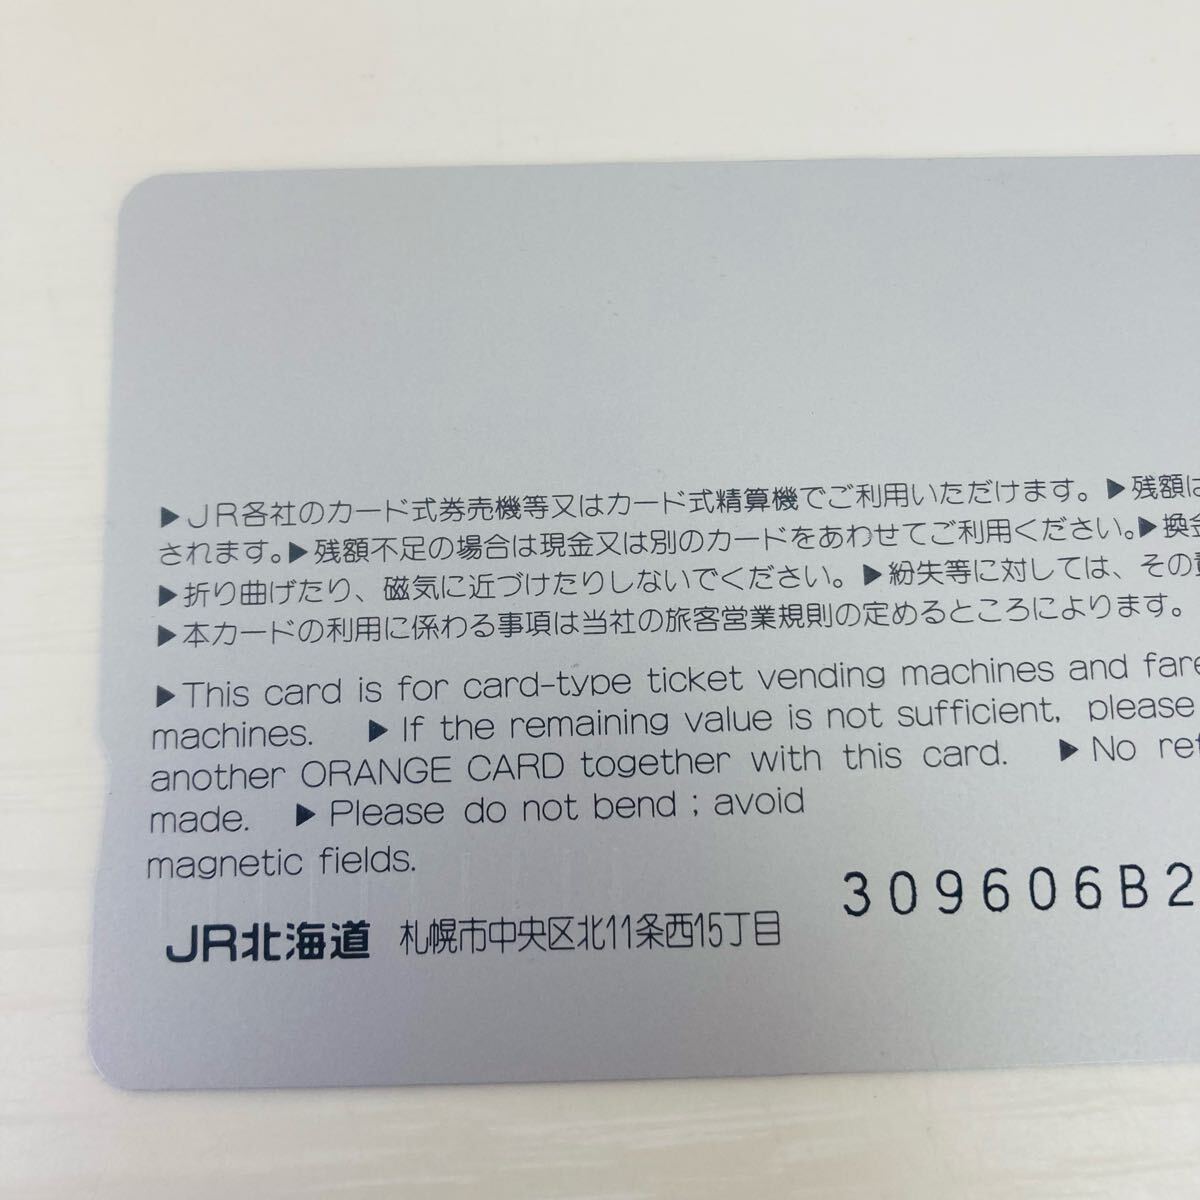 ▶JR各社のカード式券売機等又はカード式精算機でご利用いただけます。▶残額は
されます。▶残額不足の場合は現金又は別のカードをあわせてご利用ください。▶換金
▶折り曲げたり、磁気に近づけたりしないでください。▶紛失等に対しては、その責
▶本カードの利用に係わる事項は当社の旅客営業規則の定めるところによります。
▶This card is for card-type ticket vending machines and fare
machines. ▶If the remaining value is not sufficient, please
another ORANGE CARD together with this card. ▶No ref
made. ▶Please do not bend ; avoid
magnetic fields.
309606B2
JR北海道 札幌市中央区北11条西15丁目